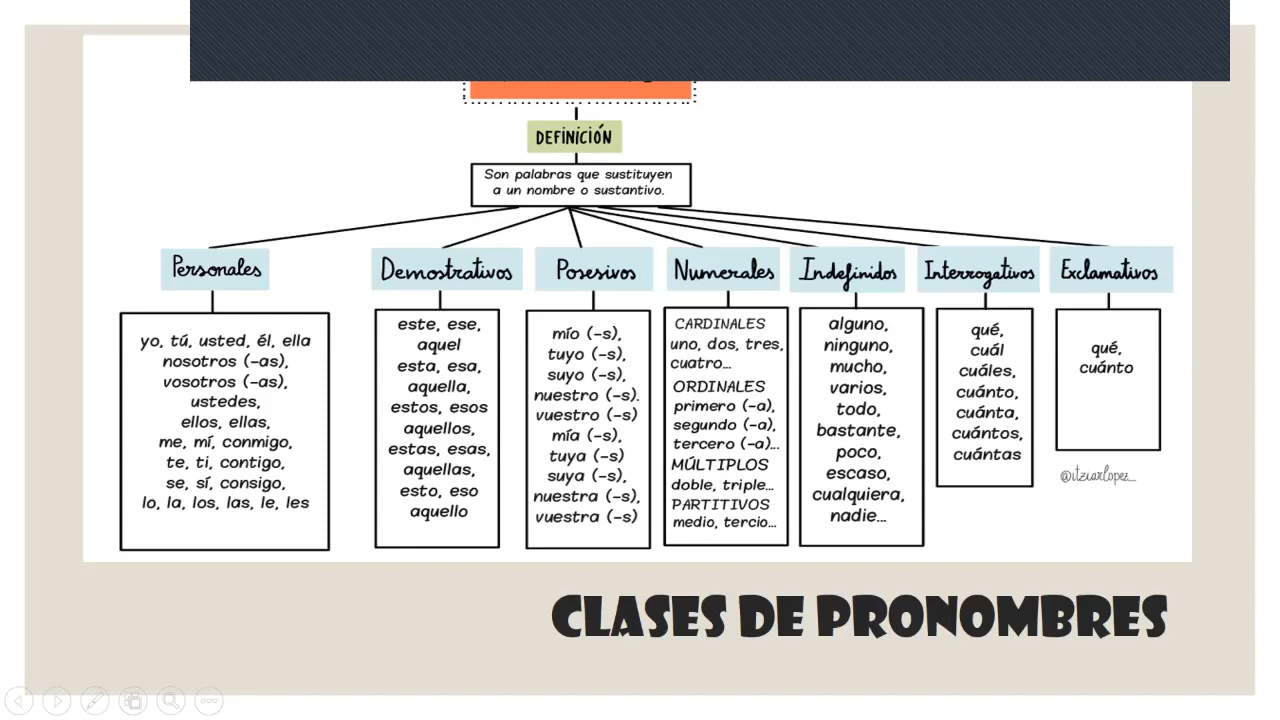 DEFINICIÓN
Son palabras que sustituyen
a un nombre o sustantivo.
Personales
yo, tú, usted, él, ella
nosotros (-as),
vosotros (-as),
ustedes,
ellos, ellas,
me, mí, conmigo,
te, ti, contigo,
se, sí, consigo,
lo, la, los, las, le, les
Demostrativos
este, ese,
aquel
esta, esa,
aquella,
estos, esos
aquellos,
estas, esas,
aquellas,
esto, eso
aquello
Posesivos
mío (-s),
tuyo (-s),
suyo (-s),
nuestro (-s).
vuestro (-s)
mía (-s),
tuya (-s)
suya (-s),
nuestra (-s),
vuestra (-s)
Numerales
CARDINALES
uno, dos, tres,
cuatro...
ORDINALES
primero (-a),
segundo (-a),
tercero (-a)...
MÚLTIPLOS
doble, triple...
PARTITIVOS
medio, tercio...
Indefinidos
alguno,
ninguno,
mucho,
varios,
todo,
bastante,
poco,
escaso,
cualquiera,
nadie...
Interrogativos
qué,
cuál
cuáles,
cuánto,
cuánta,
cuántos,
cuántas
Exclamativos
qué,
cuánto
@itziarlopez_
CLASES DE PRONOMBRES